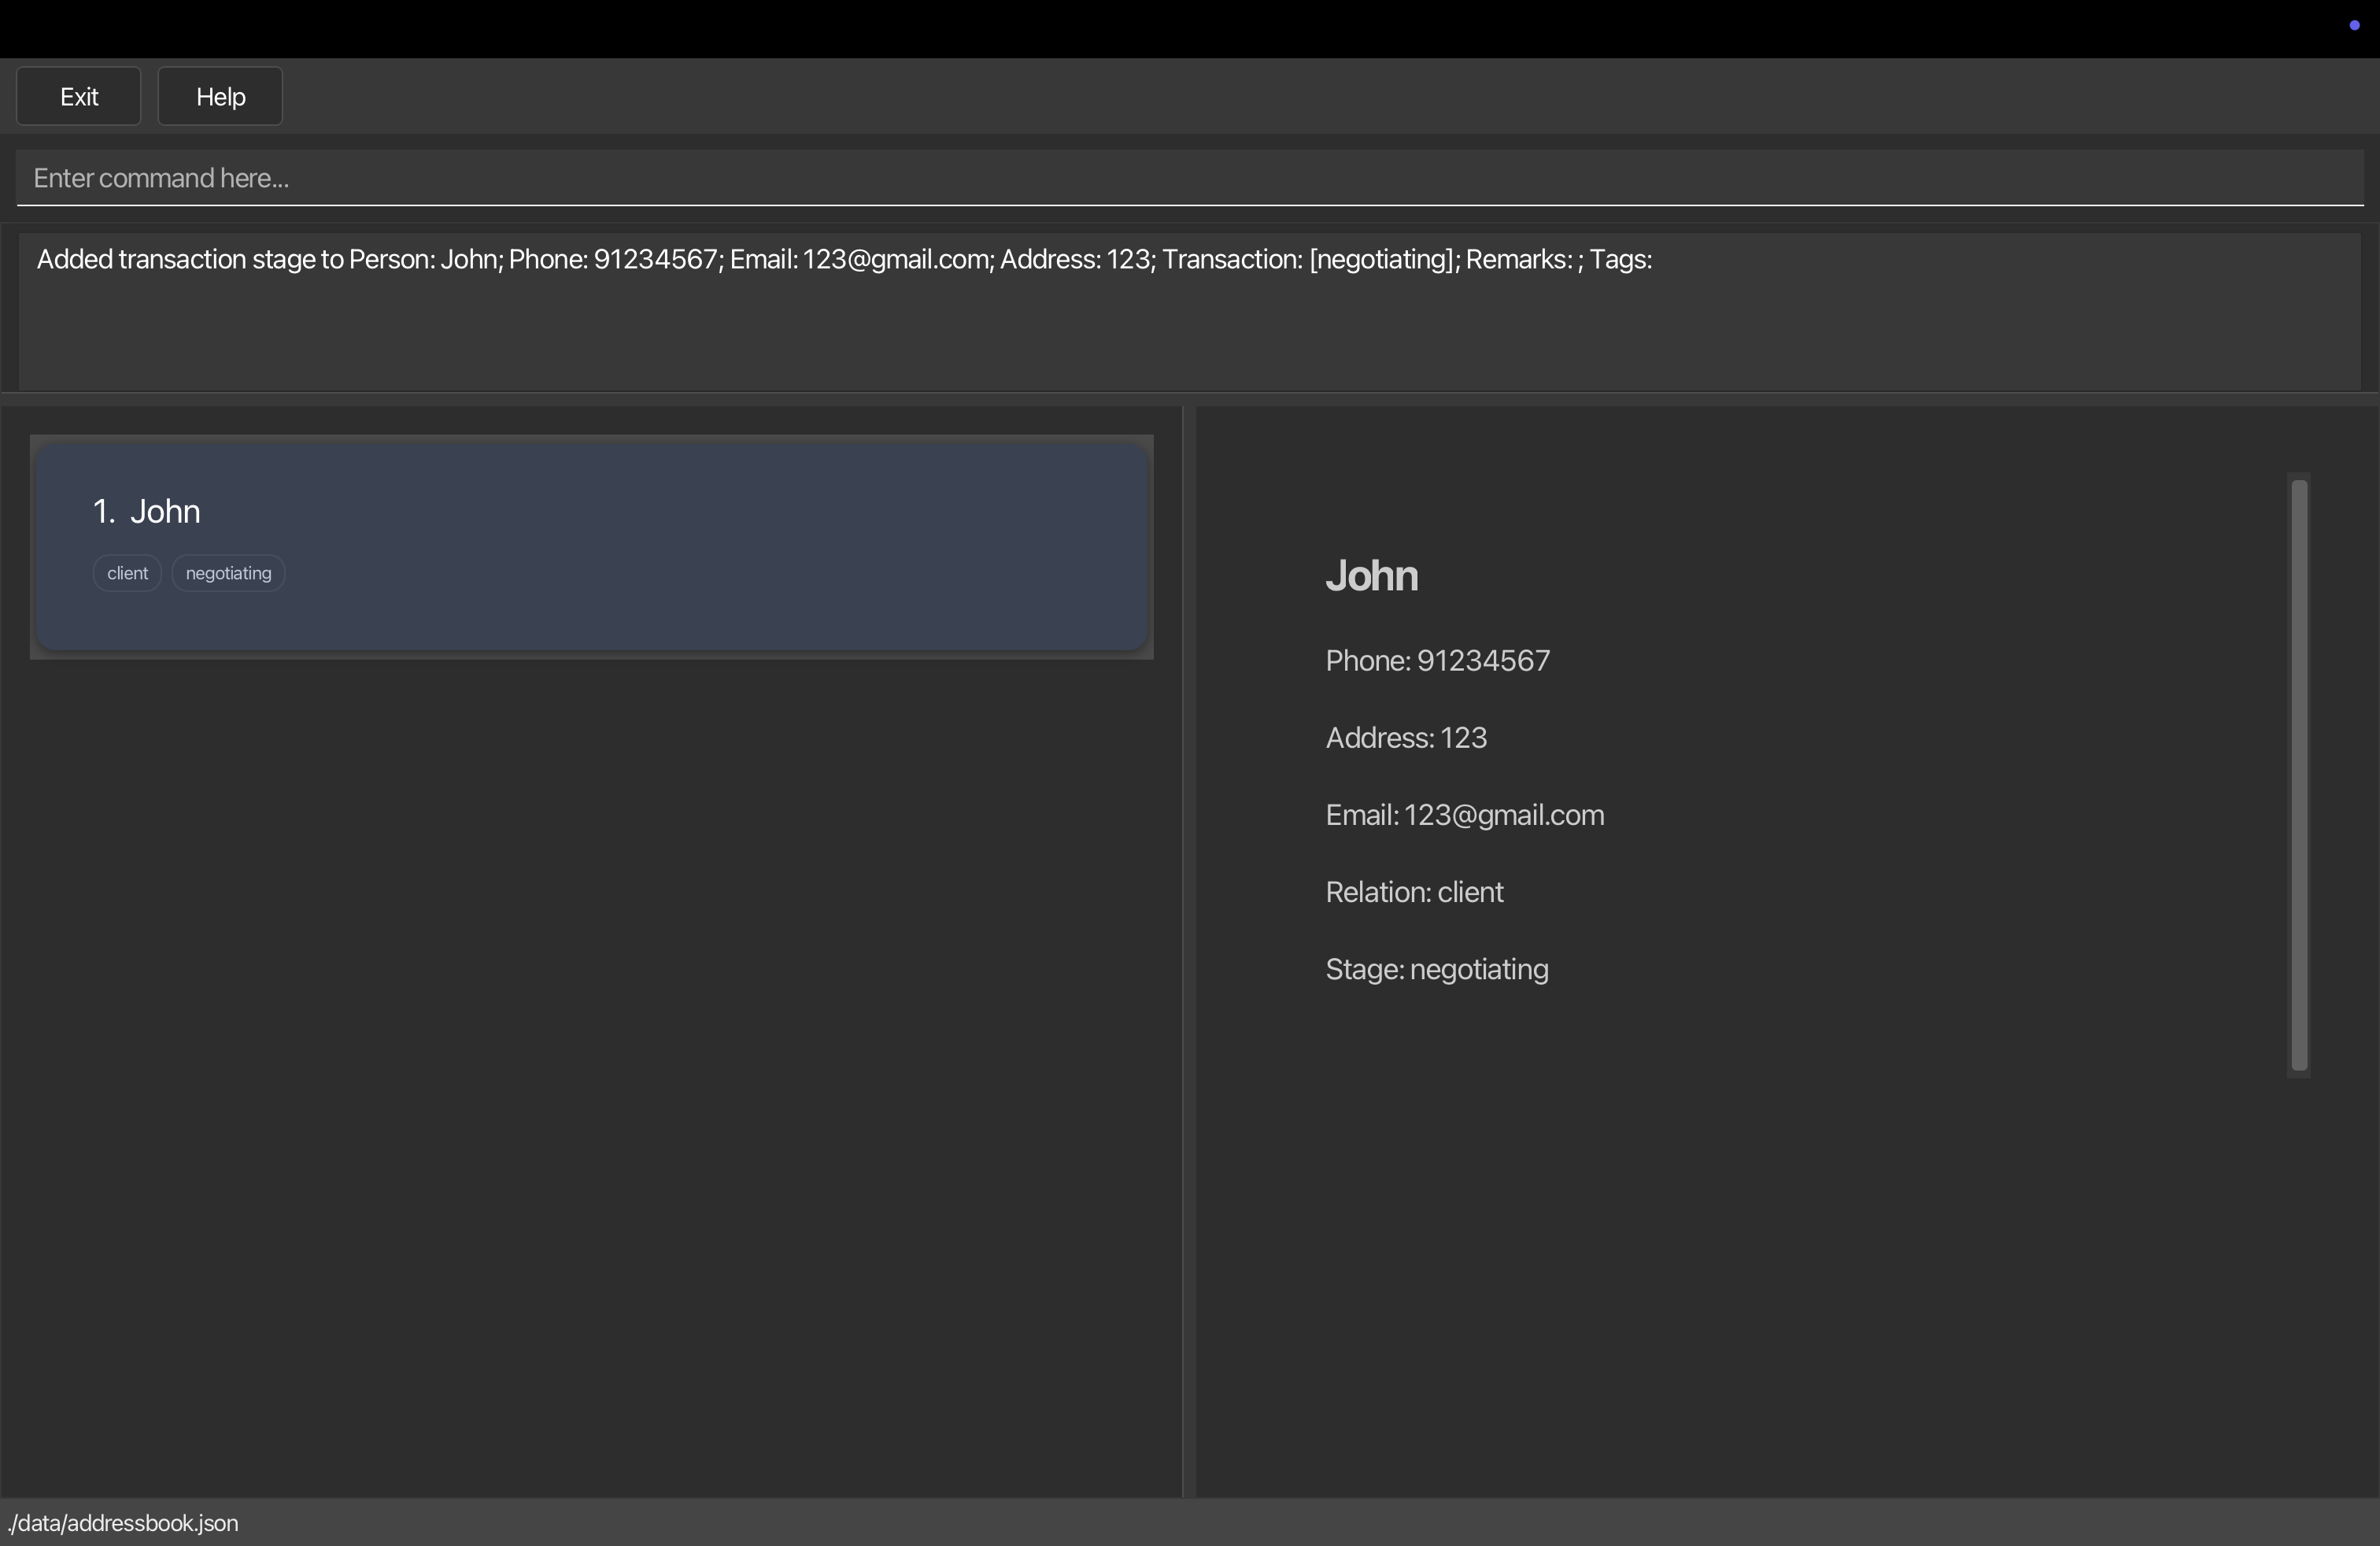 Exit Help
Enter command here...
Added transaction stage to Person: John; Phone: 91234567; Email: 123@gmail.com; Address: 123; Transaction: [negotiating]; Remarks: ; Tags:
1. John
client negotiating
John
Phone: 91234567
Address: 123
Email: 123@gmail.com
Relation: client
Stage: negotiating
./data/addressbook.json